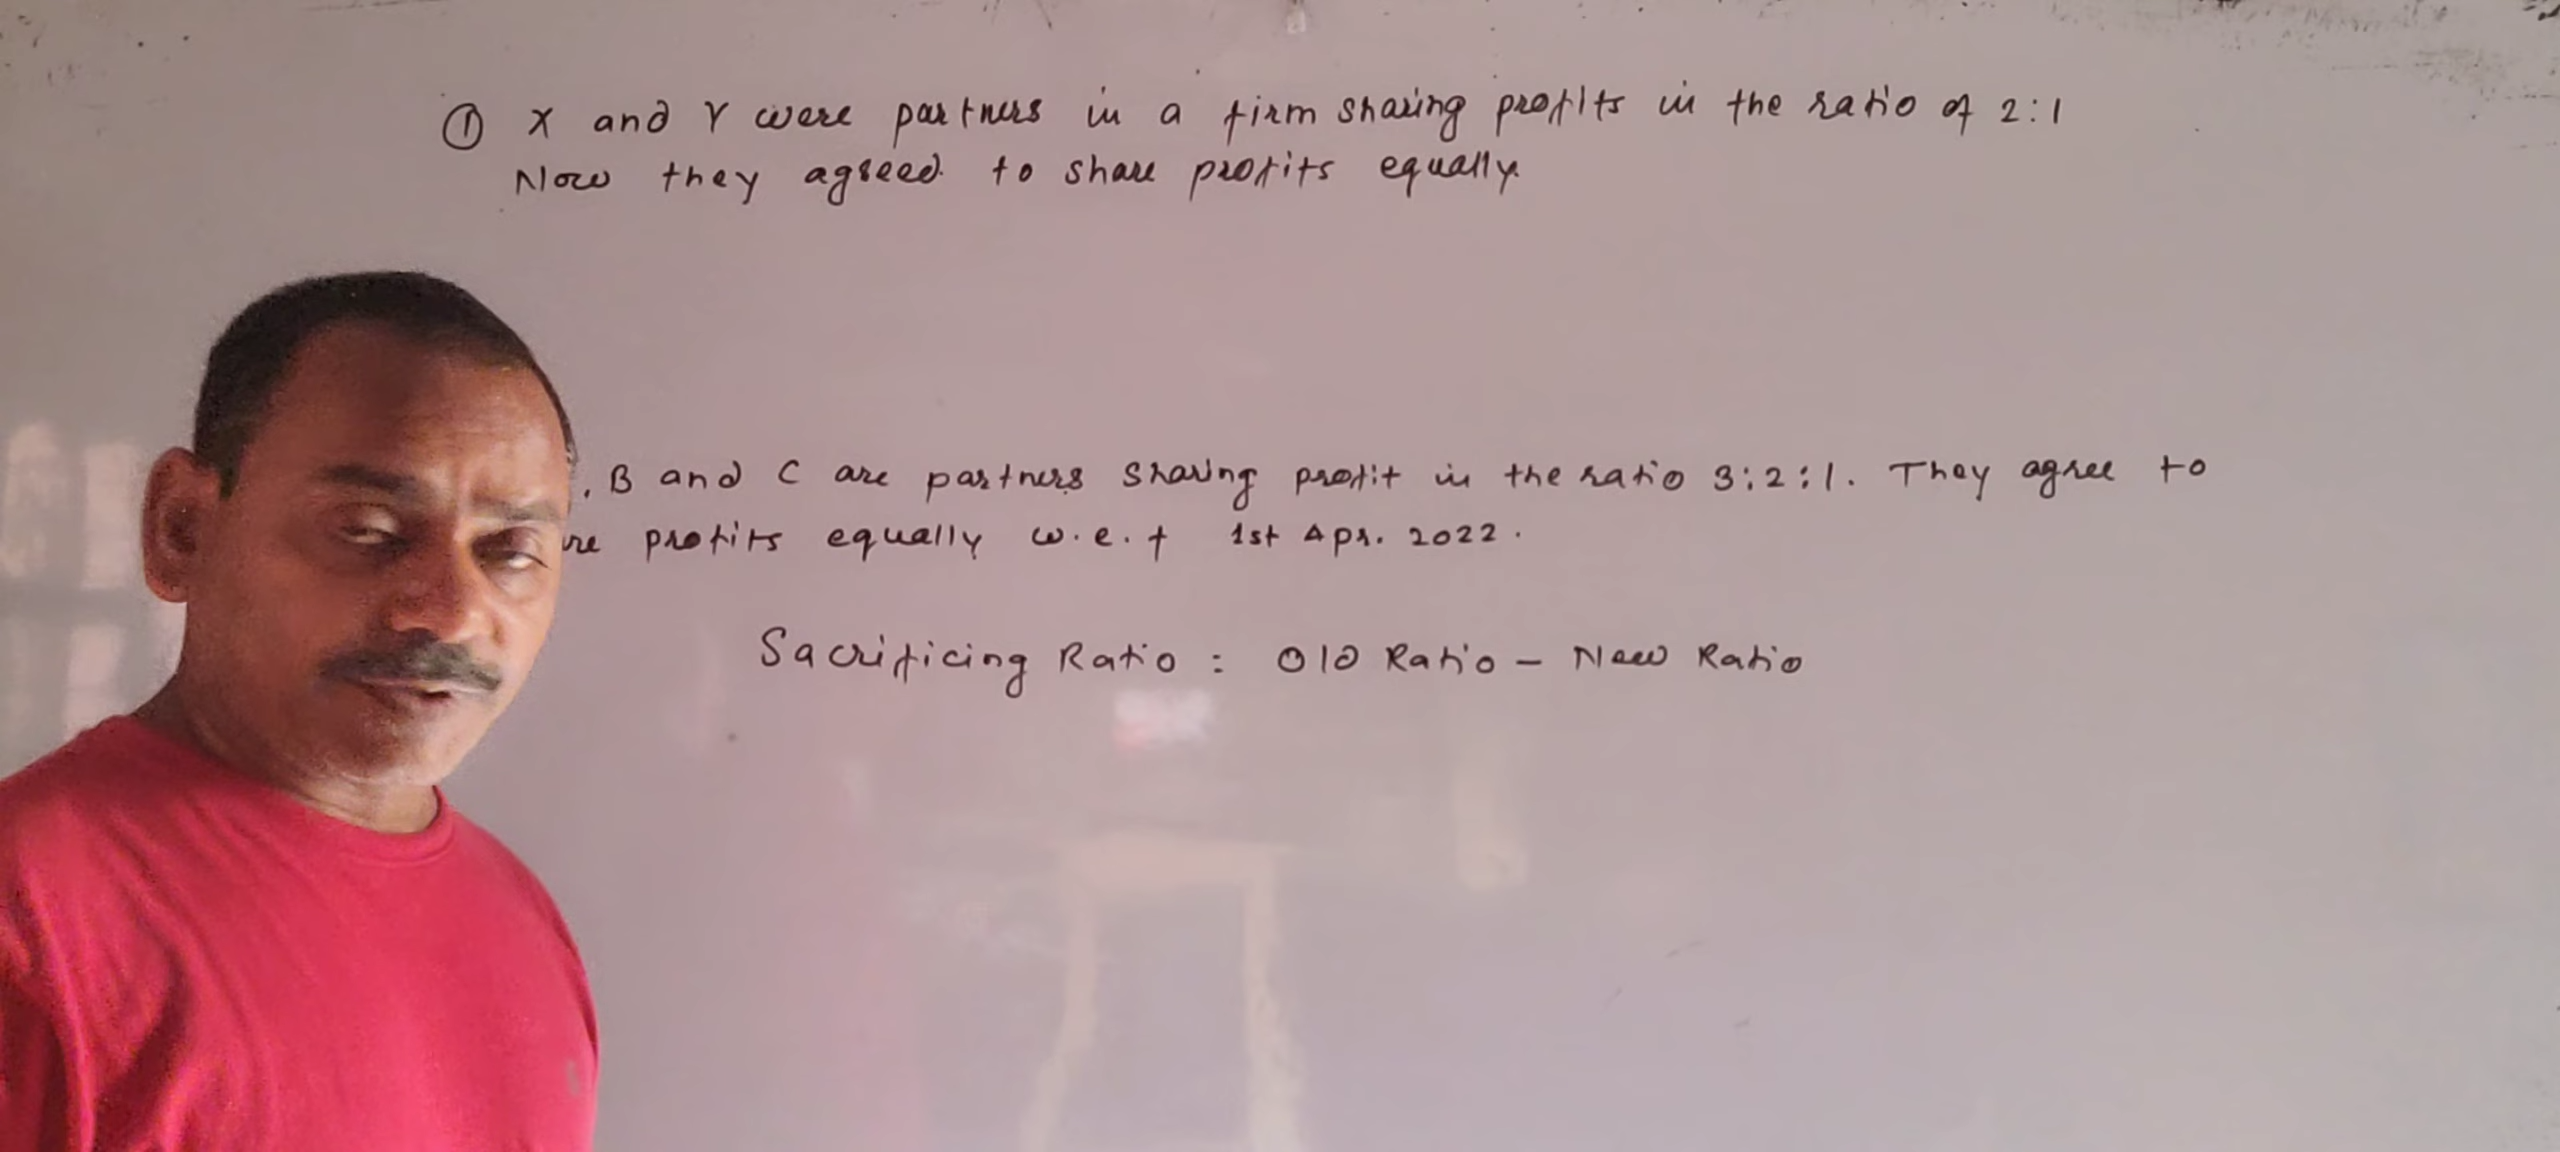 ① X and Y were partners in a firm sharing profits in the ratio of 2:1
Now they agreed to share profits equally.
, B and C are partners sharing profit in the ratio 3:2:1. They agree to
re profits equally w.e.f 1st Apr. 2022.
Sacrificing Ratio : Old Ratio - New Ratio